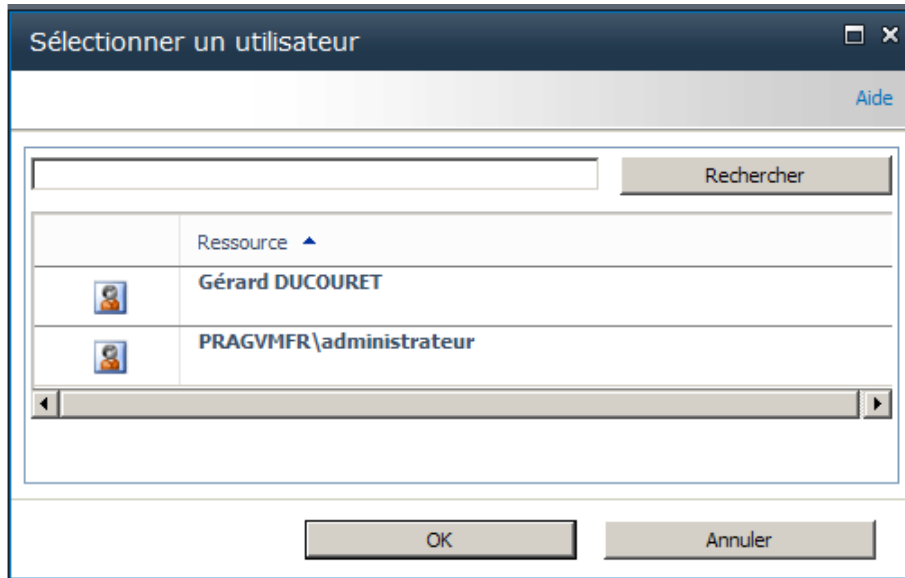 Sélectionner un utilisateur
Aide
Rechercher
Ressource
Gérard DUCOURET
PRAGVMFR\administrateur
OK
Annuler